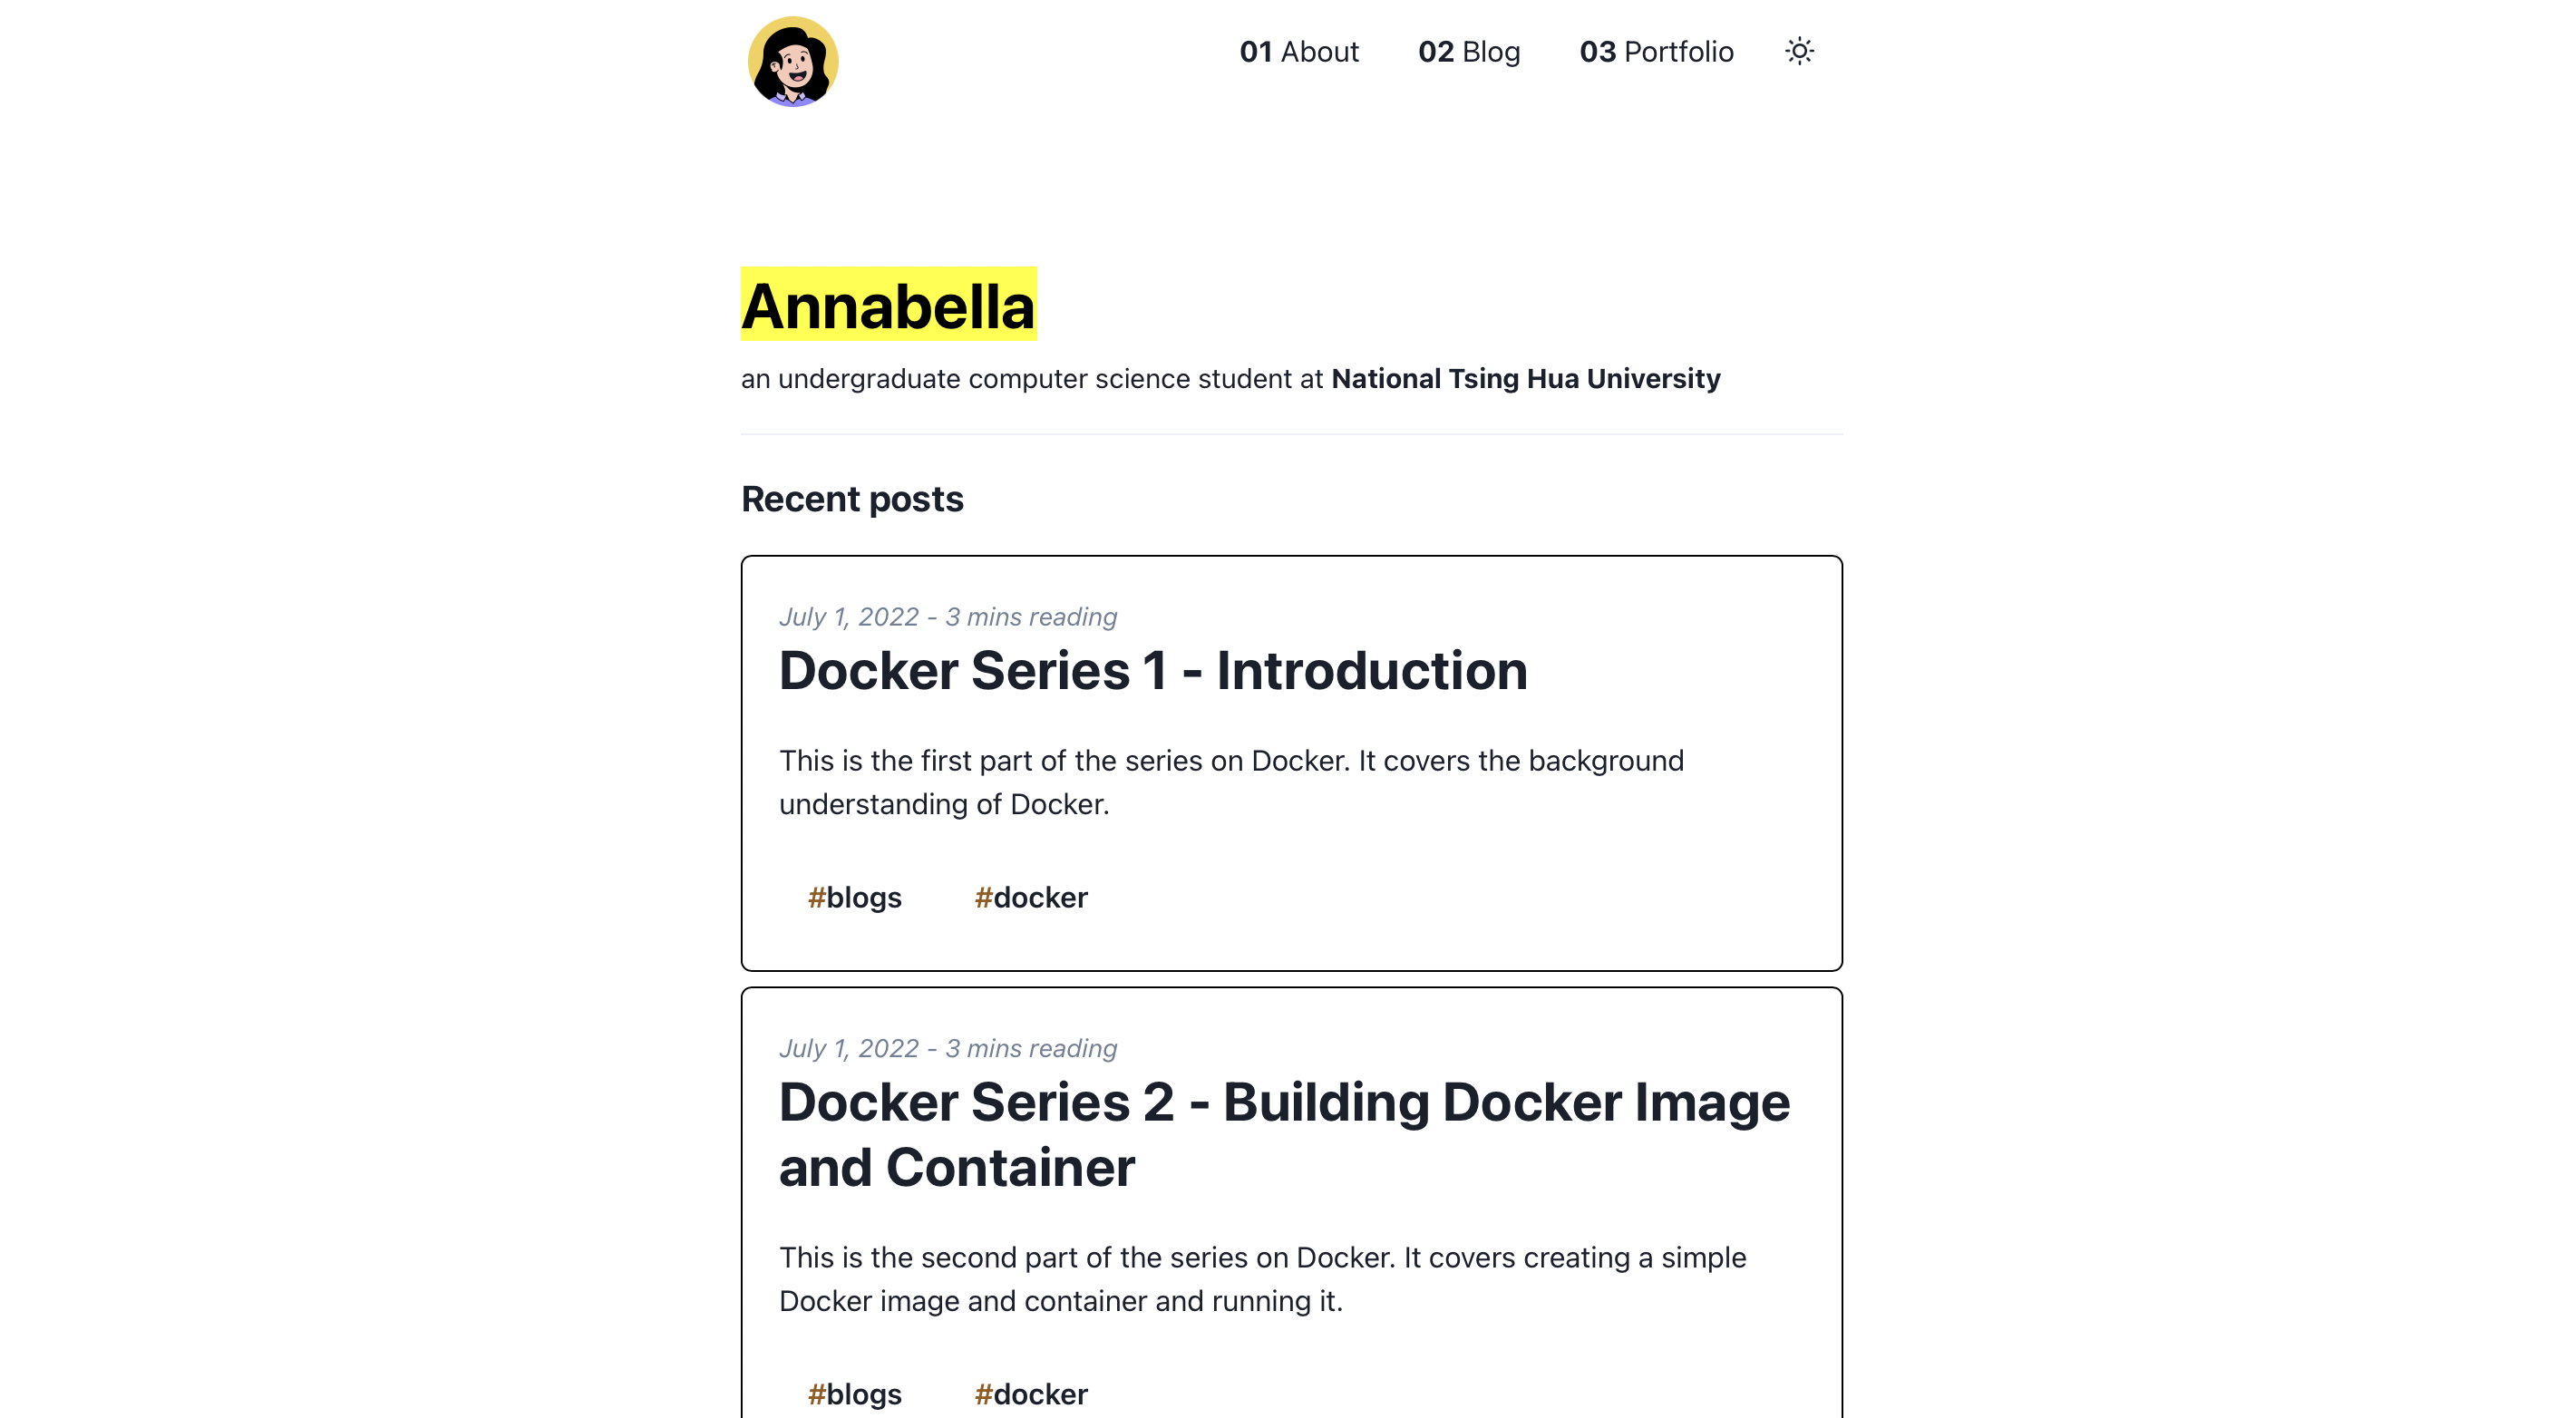 01 About 02 Blog 03 Portfolio
Annabella
an undergraduate computer science student at National Tsing Hua University
Recent posts
July 1, 2022 - 3 mins reading
Docker Series 1 - Introduction
This is the first part of the series on Docker. It covers the background
understanding of Docker.
#blogs #docker
July 1, 2022 - 3 mins reading
Docker Series 2 - Building Docker Image
and Container
This is the second part of the series on Docker. It covers creating a simple
Docker image and container and running it.
#blogs #docker